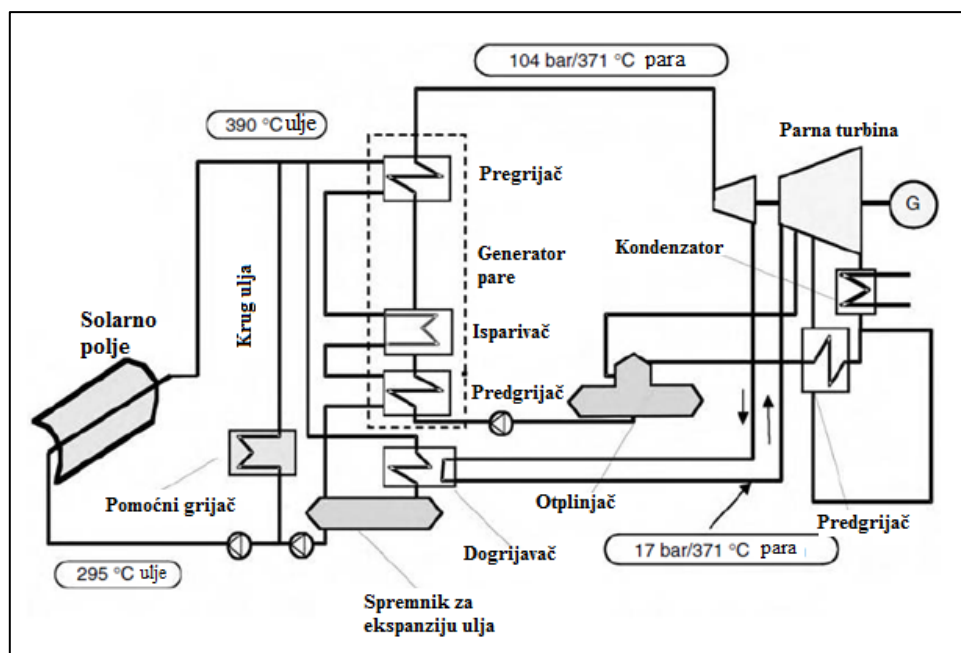 104 bar/371 °C para
390 °C ulje
Parna turbina
Pregrijač
G
Kondenzator
Generator
pare
Krug ulja
Solarno
polje
Isparivač
Predgrijač
Pomoćni grijač
Otplinjač
Predgrijač
Dogrijavač
17 bar/371 °C para
295 °C ulje
Spremnik za
ekspanziju ulja